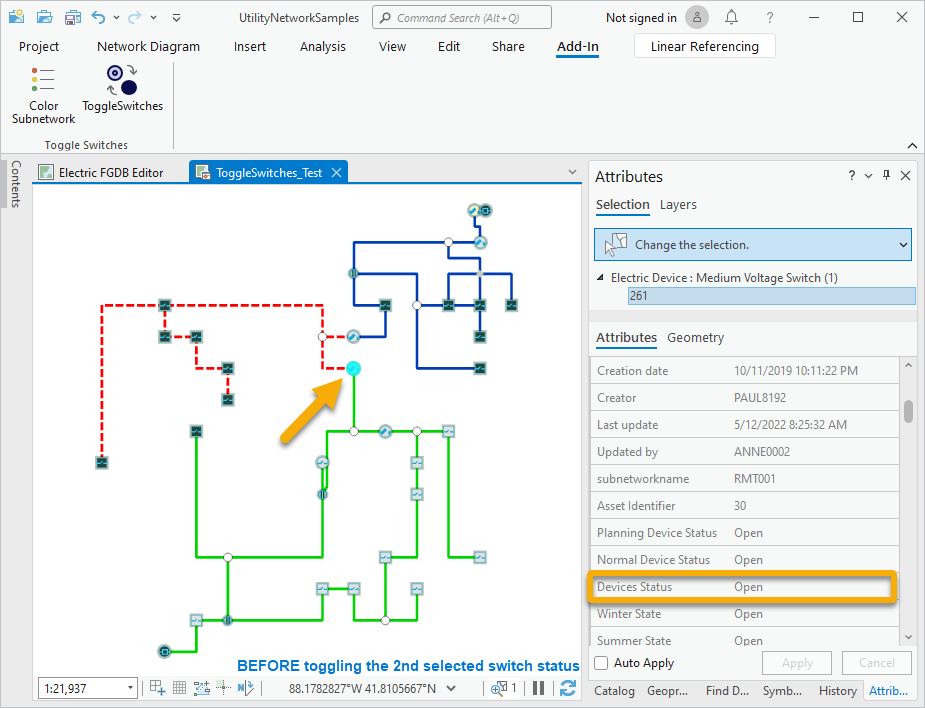 UtilityNetworkSamples
Command Search (Alt+Q)
Not signed in
?
Project
Network Diagram
Insert
Analysis
View
Edit
Share
Add-In
Linear Referencing
Color
Subnetwork
ToggleSwitches
Toggle Switches
Contents
Electric FGDB Editor
ToggleSwitches_Test
BEFORE toggling the 2nd selected switch status
1:21,937
88.1782827°W 41.8105667°N
1
Attributes
?
Selection
Layers
Change the selection.
Electric Device : Medium Voltage Switch (1)
261
Attributes
Geometry
Creation date 10/11/2019 10:11:22 PM
Creator PAUL8192
Last update 5/12/2022 8:25:32 AM
Updated by ANNE0002
subnetworkname RMT001
Asset Identifier 30
Planning Device Status Open
Normal Device Status Open
Devices Status Open
Winter State Open
Summer State Open
Auto Apply
Apply
Cancel
Catalog
Geopr...
Find D...
Symb...
History
Attrib...